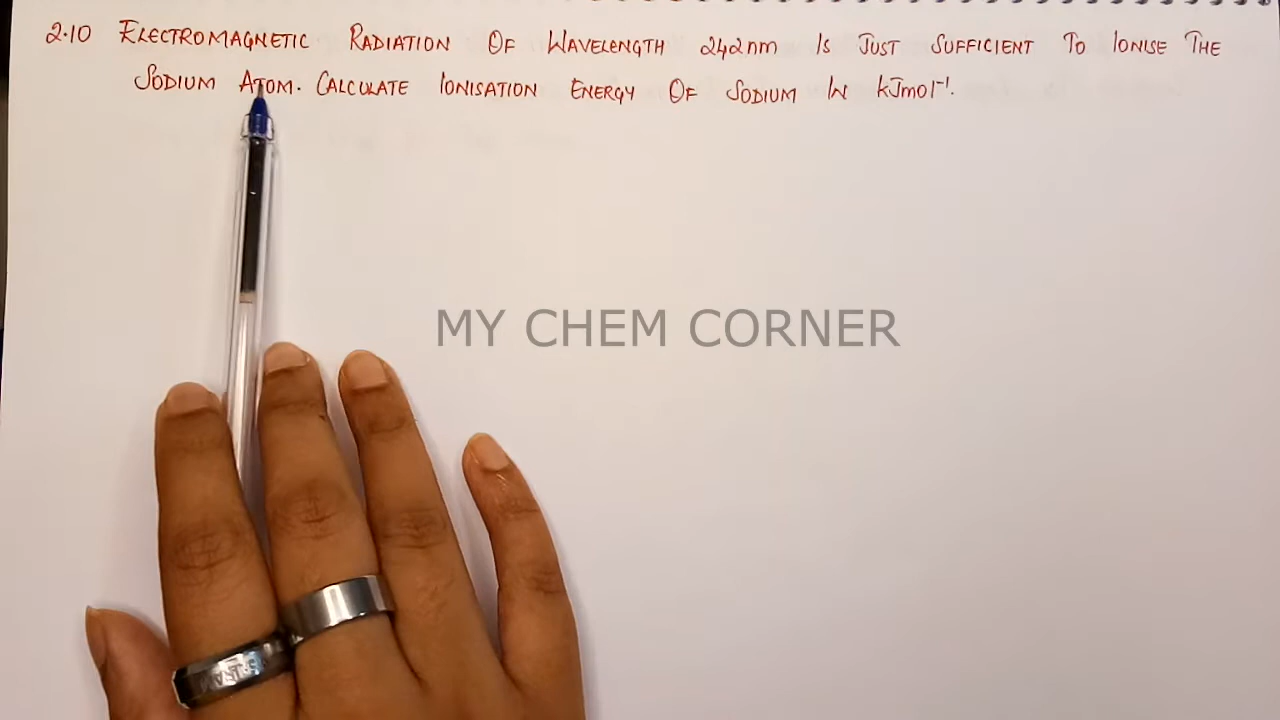 2.10 ELECTROMAGNETIC RADIATION OF WAVELENGTH 242nm IS JUST SUFFICIENT TO IONISE THE
SODIUM ATOM. CALCULATE IONISATION ENERGY OF SODIUM IN kJmol⁻¹.
MY CHEM CORNER